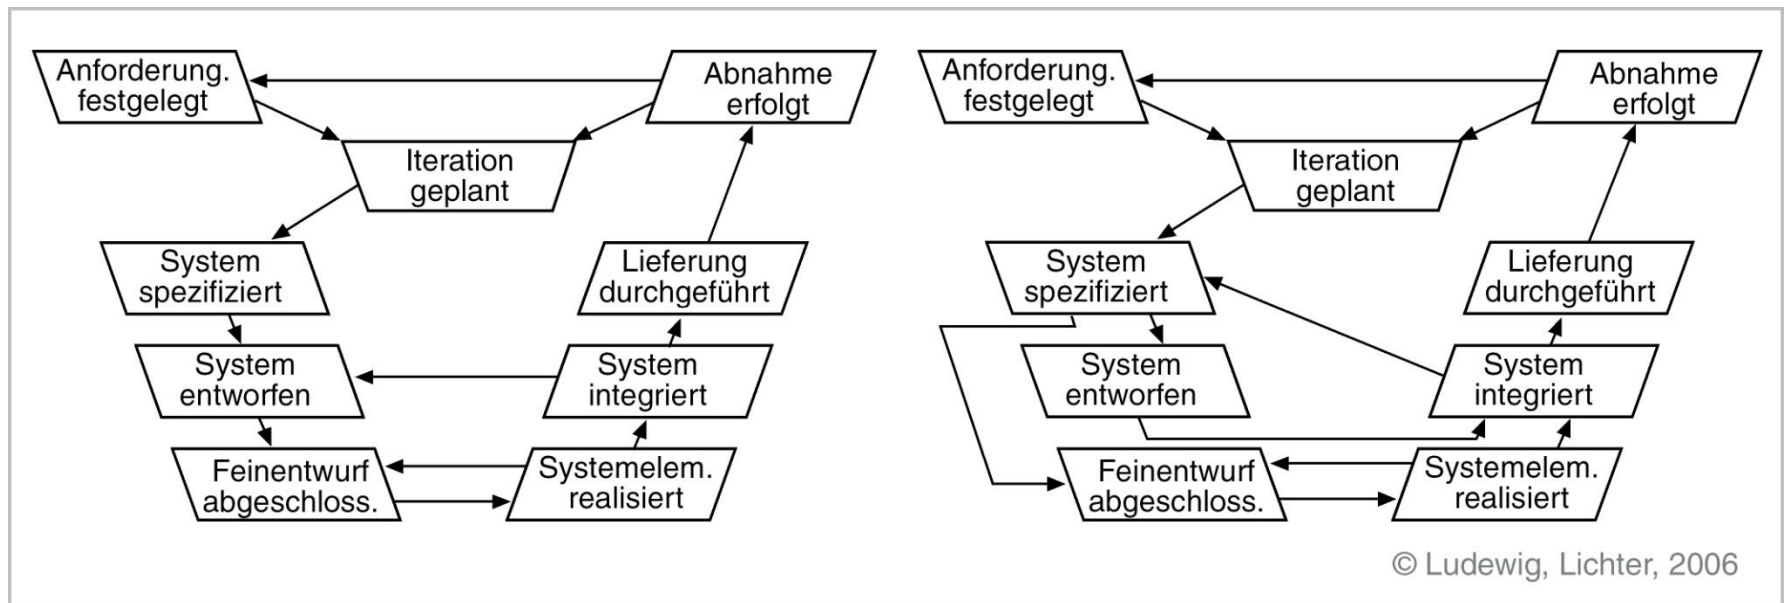 Anforderung.
festgelegt
Abnahme
erfolgt
Iteration
geplant
System
spezifiziert
Lieferung
durchgeführt
System
entworfen
System
integriert
Feinentwurf
abgeschloss.
Systemelem.
realisiert
Anforderung.
festgelegt
Abnahme
erfolgt
Iteration
geplant
System
spezifiziert
Lieferung
durchgeführt
System
entworfen
System
integriert
Feinentwurf
abgeschloss.
Systemelem.
realisiert
© Ludewig, Lichter, 2006